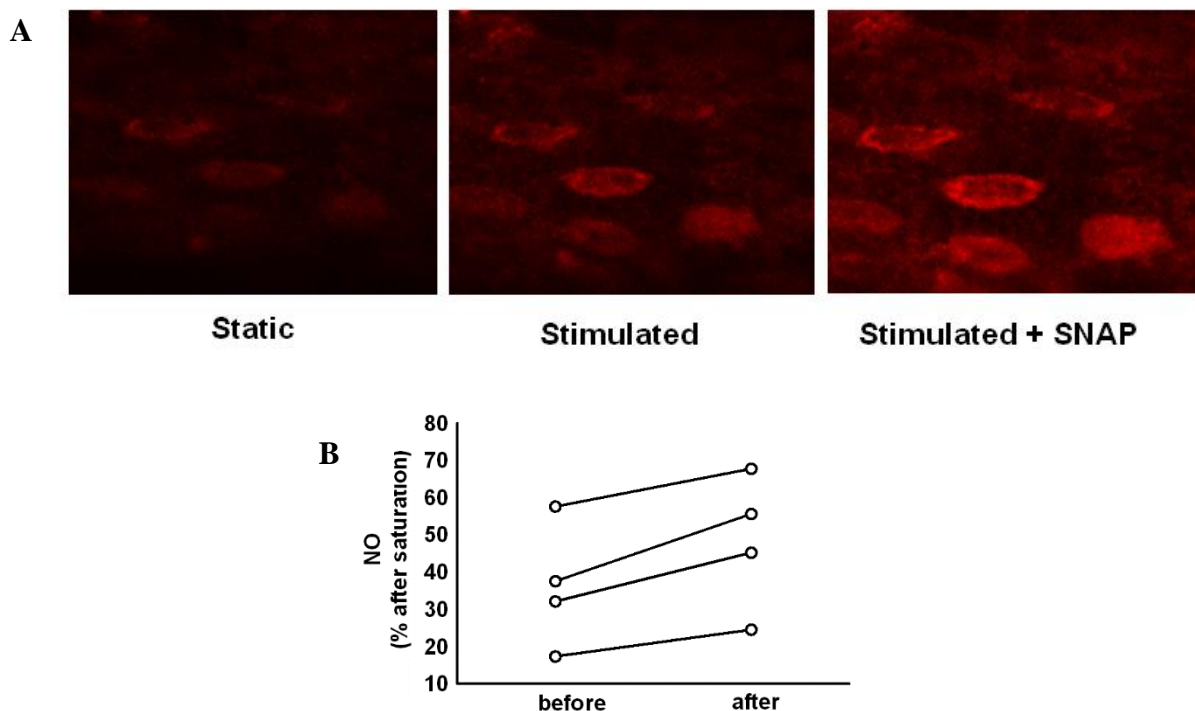 A
Static
Stimulated
Stimulated + SNAP
B
NO
(% after saturation)
80
70
60
50
40
30
20
10
before
after